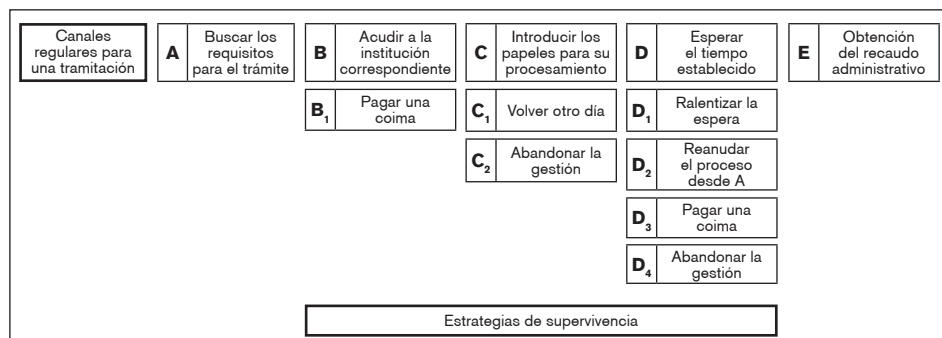 Canales
regulares para
una tramitación
A
Buscar los
requisitos
para el trámite
B
Acudir a la
institución
correspondiente
C
Introducir los
papeles para su
procesamiento
D
Esperar
el tiempo
establecido
E
Obtención
del recaudo
administrativo
B₁
Pagar una
coima
C₁
Volver otro día
D₁
Ralentizar la
espera
C₂
Abandonar la
gestión
D₂
Reanudar
el proceso
desde A
D₃
Pagar una
coima
D₄
Abandonar la
gestión
Estrategias de supervivencia